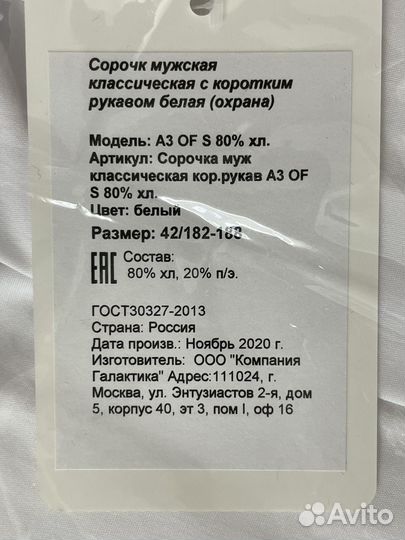 Сорочк мужская
классическая с коротким
рукавом белая (охрана)
Модель: А3 OF S 80% хл.
Артикул: Сорочка муж
классическая кор.рукав А3 OF
S 80% хл.
Цвет: белый
Размер: 42/182-188
ЕАС Состав:
80% хл, 20% п/э.
ГОСТ30327-2013
Страна: Россия
Дата произв.: Ноябрь 2020 г.
Изготовитель: ООО "Компания
Галактика" Адрес:111024, г.
Москва, ул. Энтузиастов 2-я, дом
5, корпус 40, эт 3, пом I, оф 16
Avito